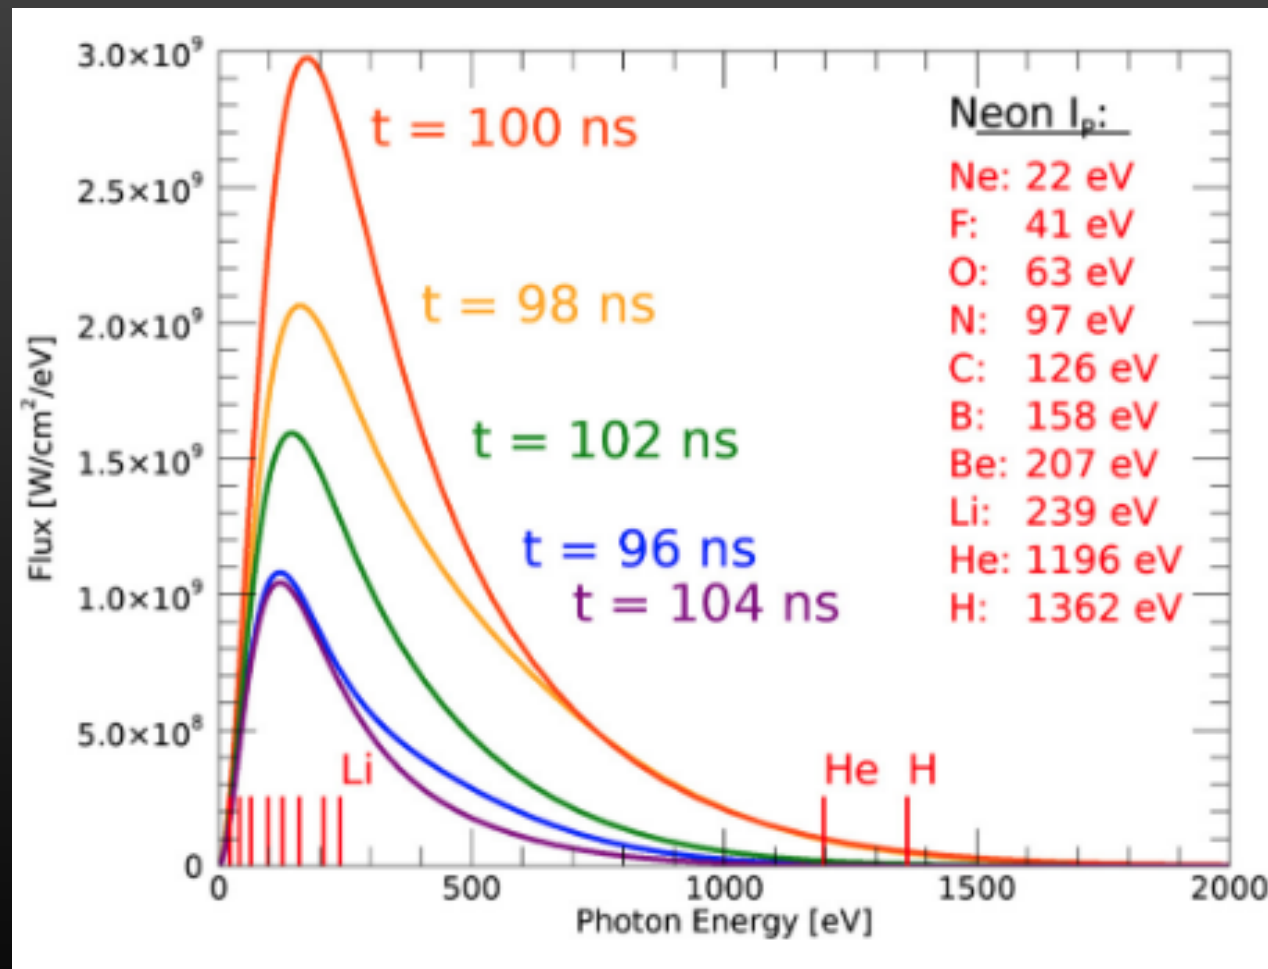 3.0×10⁹
2.5×10⁹
2.0×10⁹
1.5×10⁹
1.0×10⁹
5.0×10⁸
0
Flux [W/cm²/eV]
t = 100 ns
t = 98 ns
t = 102 ns
t = 96 ns
t = 104 ns
Neon Iₚ:
Ne: 22 eV
F: 41 eV
O: 63 eV
N: 97 eV
C: 126 eV
B: 158 eV
Be: 207 eV
Li: 239 eV
He: 1196 eV
H: 1362 eV
Li He H
0 500 1000 1500 2000
Photon Energy [eV]